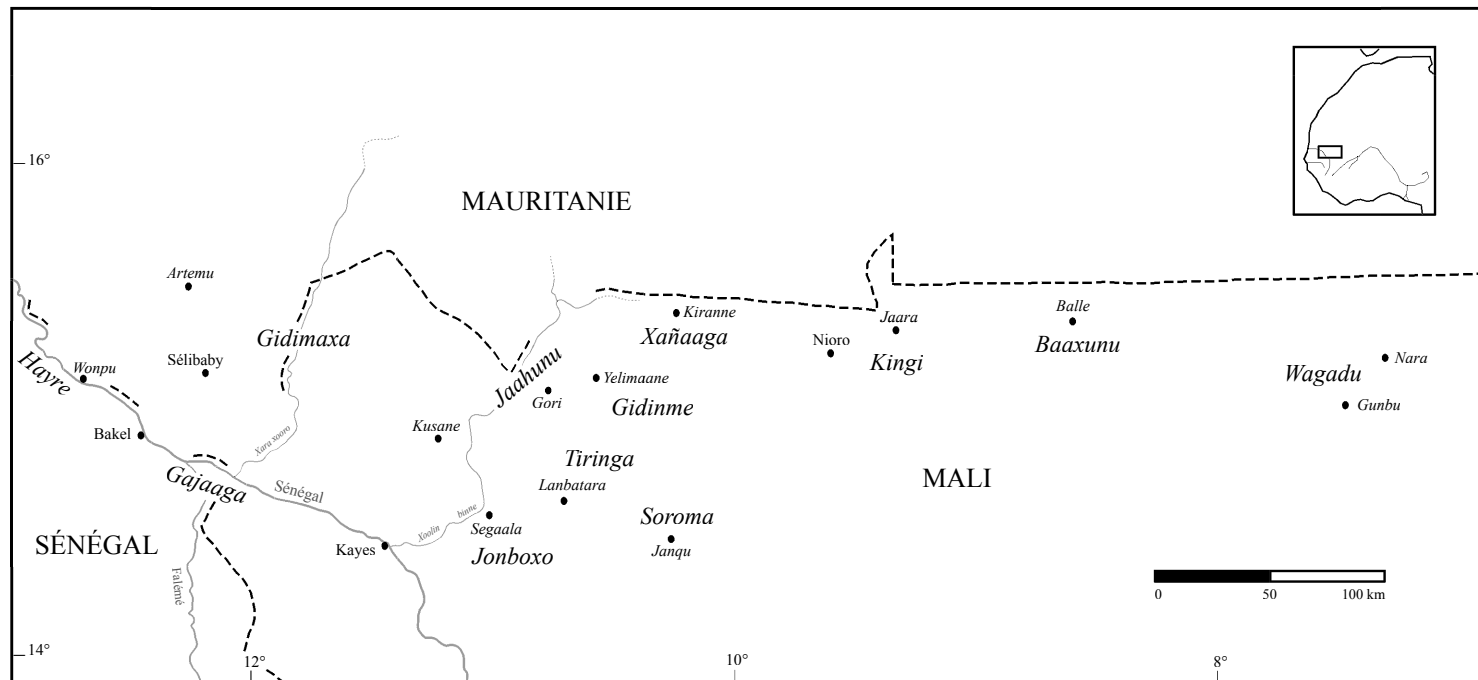 16°
MAURITANIE
Artemu
Kiranne
Balle
Jaara
Gidimaxa
Xañaaga
Nioro
Baaxunu
Hayre
Wonpu
Sélibaby
Jaahunu
Yelimaane
Kingi
Nara
Wagadu
Gori
Gidinme
Gunbu
Bakel
Kusane
Xara xooro
Tiringa
MALI
Gajaaga
Sénégal
Lanbatara
Xoolin binne
Segaala
Soroma
SÉNÉGAL
Kayes
Jonboxo
Janqu
Falémé
0 50 100 km
14°
12° 10° 8°